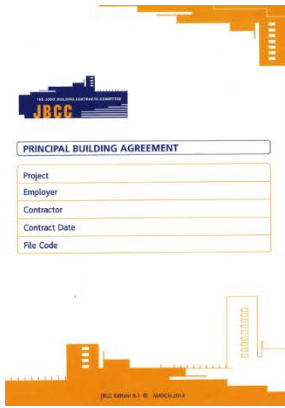 THE JOINT BUILDING CONTRACTS COMMITTEE
JBCC
PRINCIPAL BUILDING AGREEMENT
Project
Employer
Contractor
Contract Date
File Code
JBCC Edition 6.1 © MARCH 2014